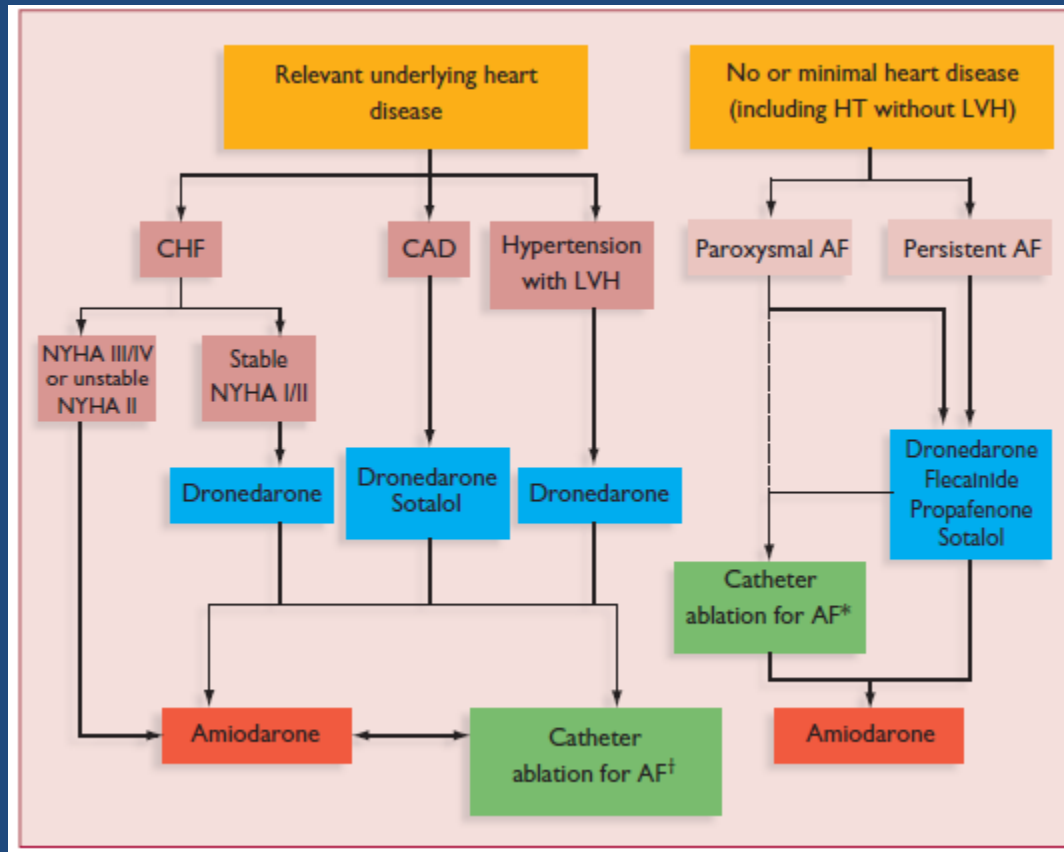 Relevant underlying heart
disease
No or minimal heart disease
(including HT without LVH)
CHF
CAD
Hypertension
with LVH
Paroxysmal AF
Persistent AF
NYHA III/IV
or unstable
NYHA II
Stable
NYHA I/II
Dronedarone
Dronedarone
Sotalol
Dronedarone
Dronedarone
Flecainide
Propafenone
Sotalol
Catheter
ablation for AF*
Amiodarone
Catheter
ablation for AF†
Amiodarone